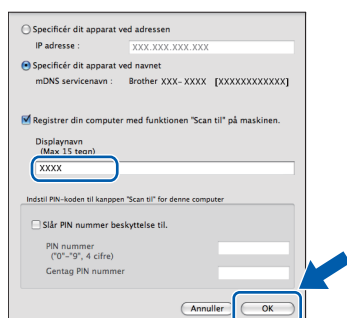 Specificér dit apparat ved adressen
IP adresse : XXX.XXX.XXX.XXX
Specificér dit apparat ved navnet
mDNS servicenavn : Brother XXX-XXXX [XXXXXXXXXXXX]
Registrer din computer med funktionen "Scan til" på maskinen.
Displaynavn
(Max 15 tegn)
XXXX
Indstil PIN-koden til kanppen "Scan til" for denne computer
Slår PIN nummer beskyttelse til.
PIN nummer
("0"-"9", 4 cifre)
Gentag PIN nummer
Annuller OK